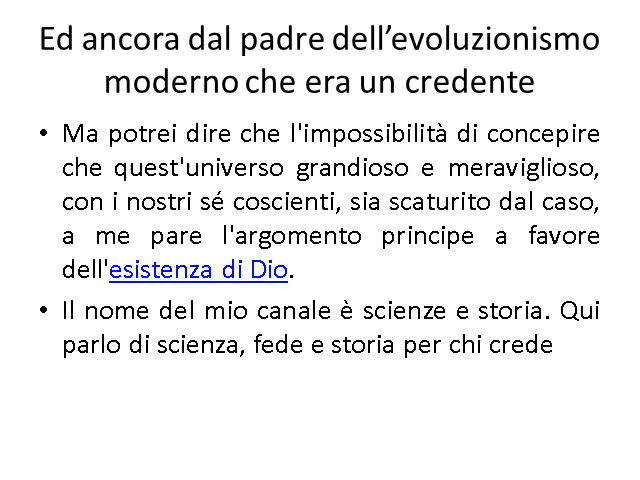 Ed ancora dal padre dell’evoluzionismo
moderno che era un credente
• Ma potrei dire che l'impossibilità di concepire
che quest'universo grandioso e meraviglioso,
con i nostri sé coscienti, sia scaturito dal caso,
a me pare l'argomento principe a favore
dell'esistenza di Dio.
• Il nome del mio canale è scienze e storia. Qui
parlo di scienza, fede e storia per chi crede